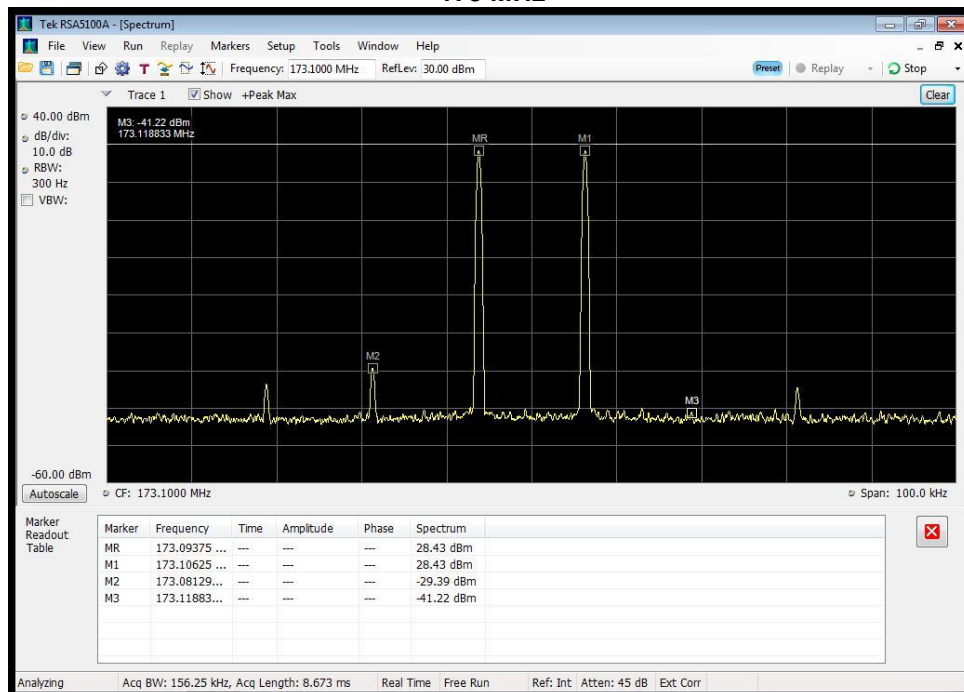 Tek RSA5100A - [Spectrum]
File View Run Replay Markers Setup Tools Window Help
T Frequency: 173.1000 MHz RefLev: 30.00 dBm Preset Replay Stop
Trace 1 Show +Peak Max Clear
40.00 dBm
dB/div:
10.0 dB
RBW:
300 Hz
VBW:
M3: -41.22 dBm
173.118833 MHz
MR M1
M2
M3
-60.00 dBm
Autoscale CF: 173.1000 MHz Span: 100.0 kHz
Marker
Readout
Table
Marker Frequency Time Amplitude Phase Spectrum
MR 173.09375 ... --- --- --- 28.43 dBm
M1 173.10625 ... --- --- --- 28.43 dBm
M2 173.08129... --- --- --- -29.39 dBm
M3 173.11883... --- --- --- -41.22 dBm
Analyzing Acq BW: 156.25 kHz, Acq Length: 8.673 ms Real Time Free Run Ref: Int Atten: 45 dB Ext Corr